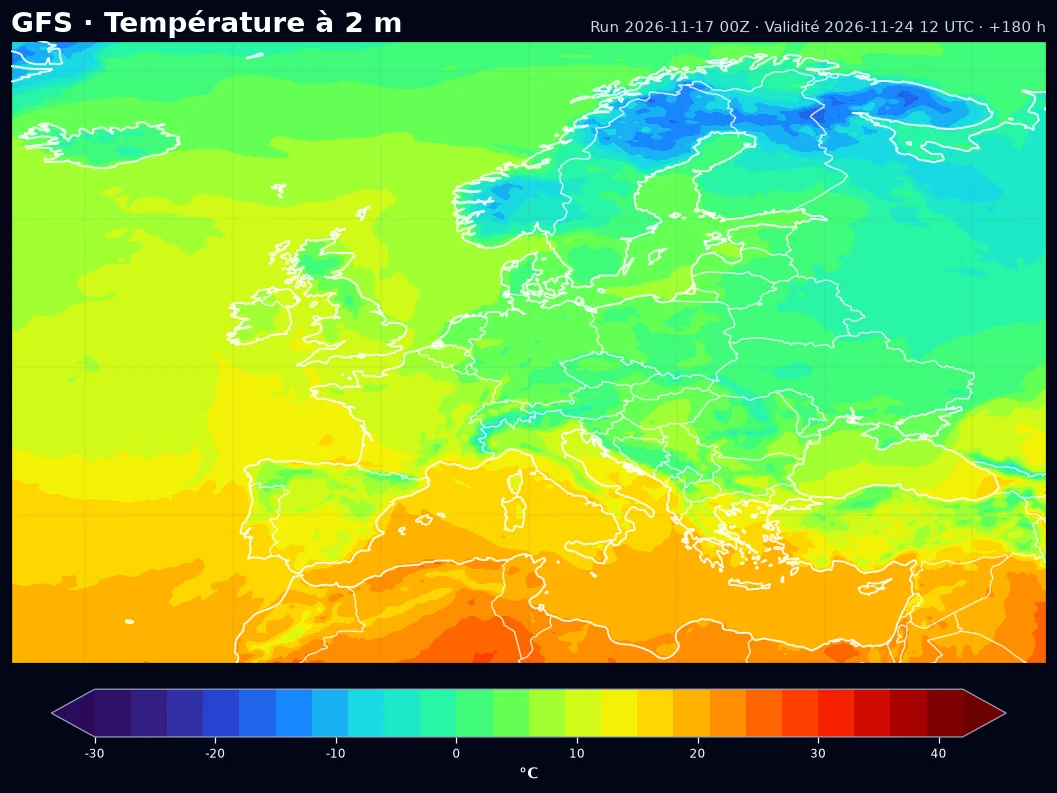 GFS · Température à 2 m
Run 2026-11-17 00Z · Validité 2026-11-24 12 UTC · +180 h
-30 -20 -10 0 10 20 30 40
°C